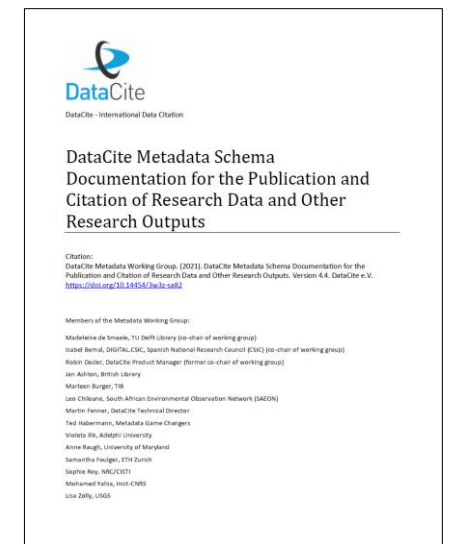 DataCite
DataCite - International Data Citation
DataCite Metadata Schema
Documentation for the Publication and
Citation of Research Data and Other
Research Outputs
Citation:
DataCite Metadata Working Group. (2021). DataCite Metadata Schema Documentation for the
Publication and Citation of Research Data and Other Research Outputs. Version 4.4. DataCite e.V.
https://doi.org/10.14454/3w3z-sa82
Members of the Metadata Working Group:
Madeleine de Smaele, TU Delft Library (co-chair of working group)
Isabel Bernal, DIGITAL.CSIC, Spanish National Research Council (CSIC) (co-chair of working group)
Robin Dasler, DataCite Product Manager (former co-chair of working group)
Jan Ashton, British Library
Marleen Burger, TIB
Leo Chiloane, South African Environmental Observation Network (SAEON)
Martin Fenner, DataCite Technical Director
Ted Habermann, Metadata Game Changers
Violeta Ilik, Adelphi University
Anne Raugh, University of Maryland
Samantha Foulger, ETH Zurich
Sophie Roy, NRC/CISTI
Mohamed Yahia, Inist-CNRS
Lisa Zolly, USGS